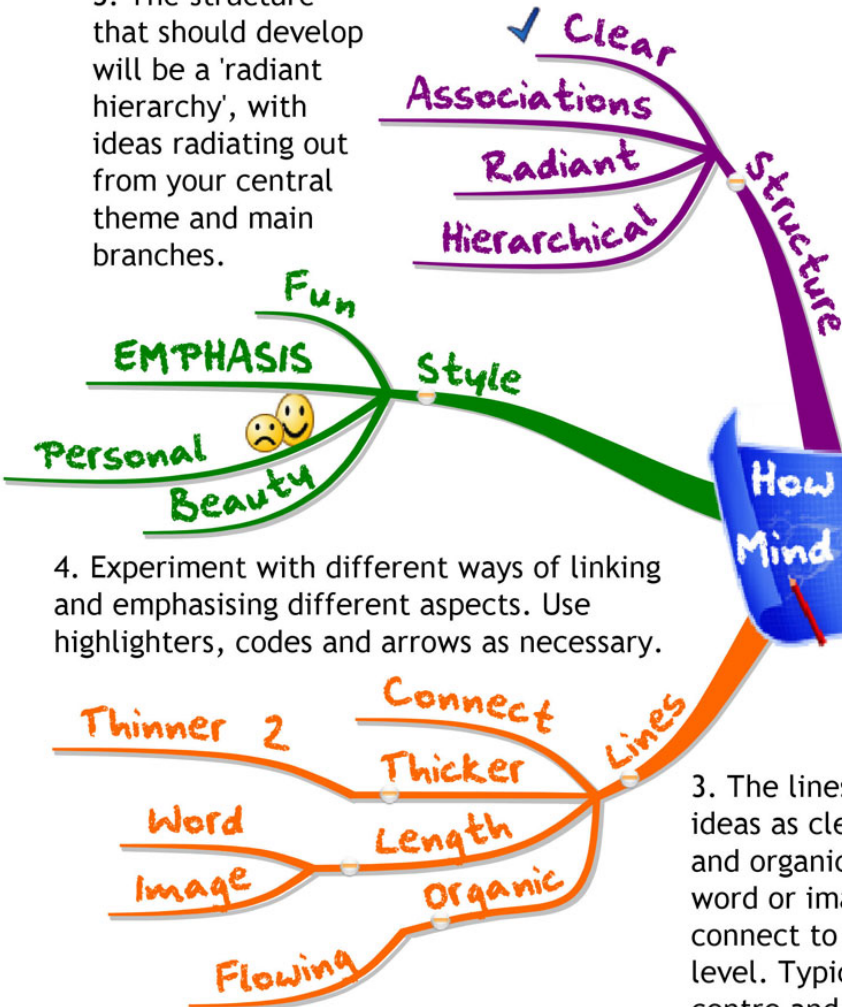 5. The structure
that should develop
will be a 'radiant
hierarchy', with
ideas radiating out
from your central
theme and main
branches.
Clear
Associations
Radiant
Hierarchical
Structure
Fun
EMPHASIS
Personal
Beauty
Style
How
Mind
4. Experiment with different ways of linking
and emphasising different aspects. Use
highlighters, codes and arrows as necessary.
Connect
Thinner 2
Thicker
Word
Image
Length
Organic
Flowing
Lines
3. The lines
ideas as cle
and organic
word or ima
connect to
level. Typic